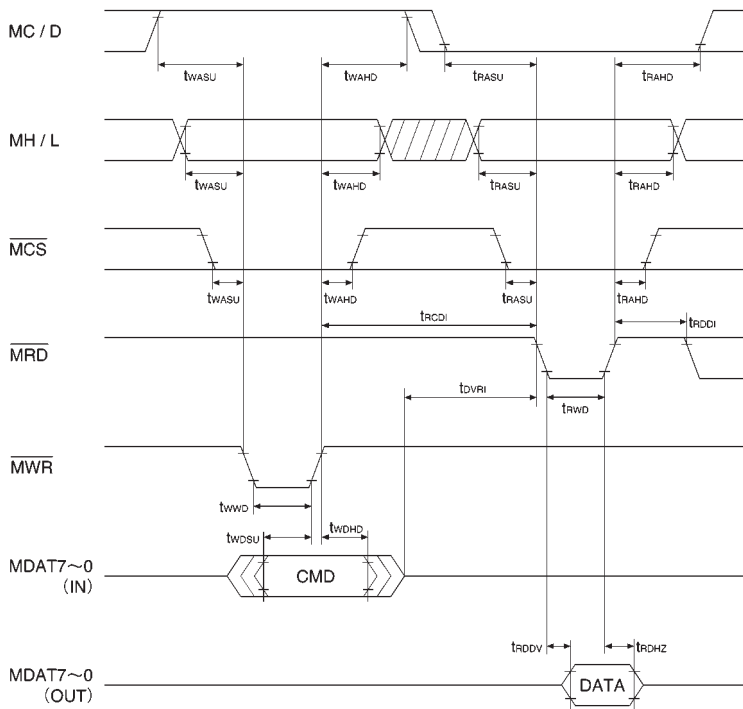 MC / D
tWASU tWAHD tRASU tRAHD
MH / L
tWASU tWAHD tRASU tRAHD
MCS
tWASU tWAHD tRASU tRAHD
tRCDI tRDDI
MRD
tDVRI tRWD
MWR
tWWD
tWDSU tWDHD
MDAT7～0
(IN)
CMD
tRDDV tRDHZ
MDAT7～0
(OUT)
DATA